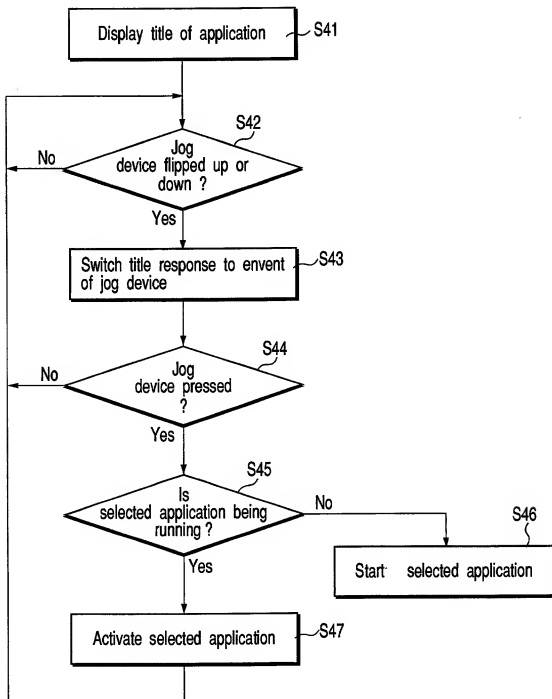 Display title of application
S41
S42
Jog
device flipped up or
down ?
No
Yes
Switch title response to envent
of jog device
S43
S44
Jog
device pressed
?
No
Yes
S45
Is
selected application being
running ?
No
S46
Start selected application
Yes
Activate selected application
S47